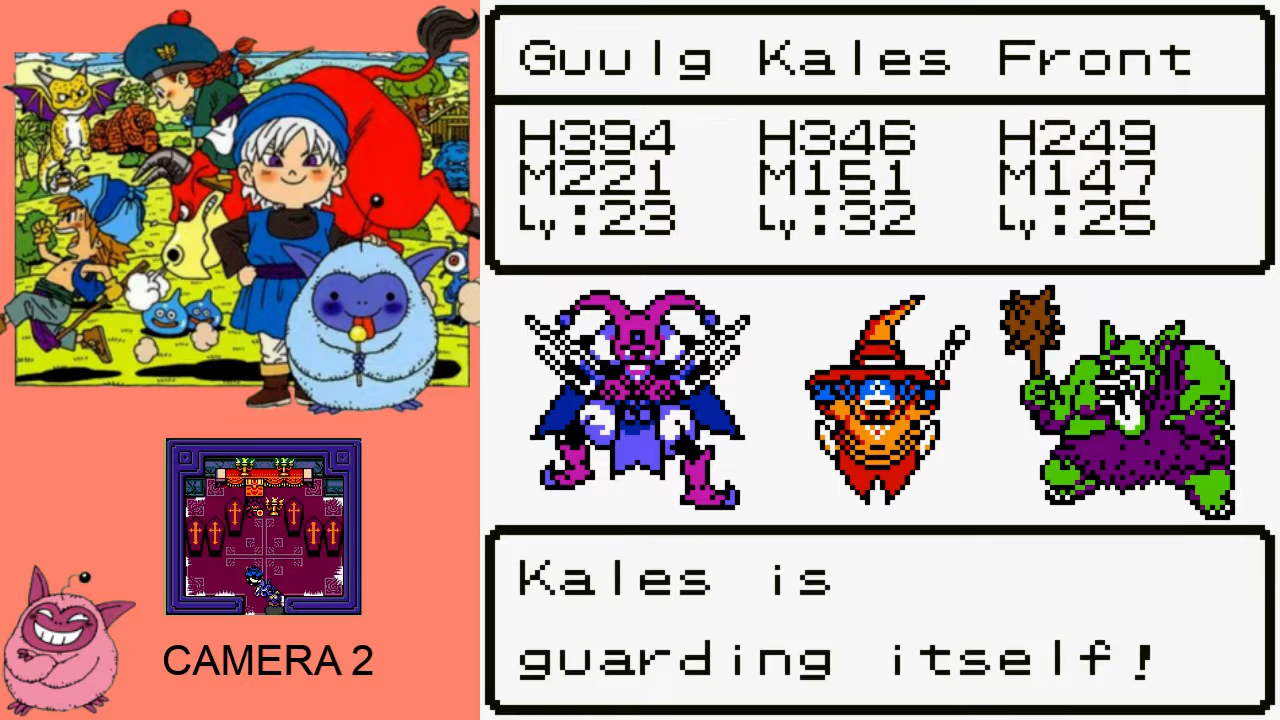 Guulg Kales Front
H394 H346 H249
M221 M151 M147
Lv:23 Lv:32 Lv:25
Kales is
guarding itself!
CAMERA 2